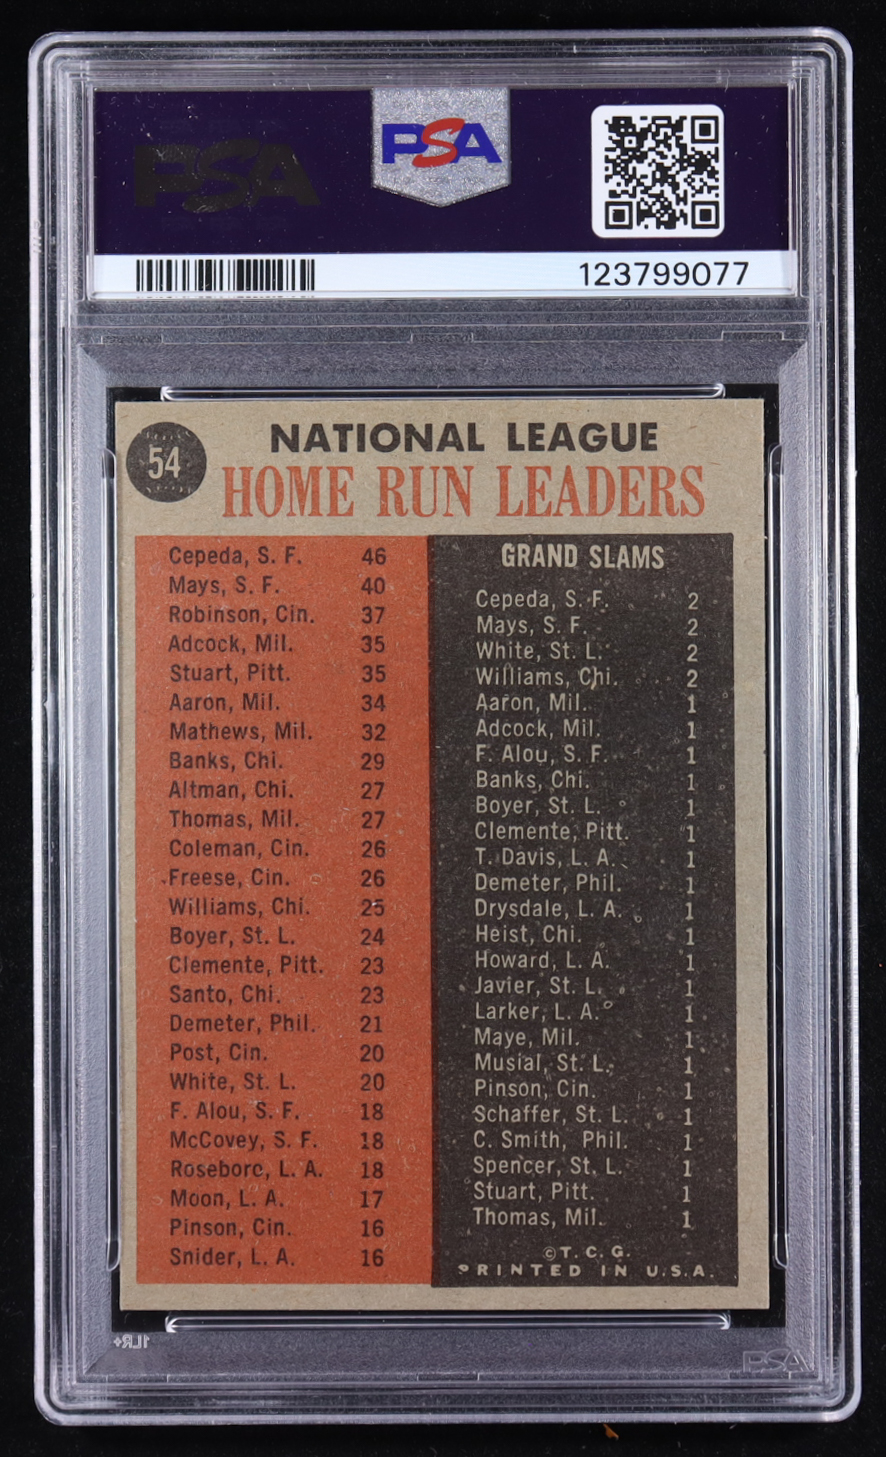 PSA
PSA
123799077
54
NATIONAL LEAGUE
HOME RUN LEADERS
Cepeda, S. F. 46
Mays, S. F. 40
Robinson, Cin. 37
Adcock, Mil. 35
Stuart, Pitt. 35
Aaron, Mil. 34
Mathews, Mil. 32
Banks, Chi. 29
Altman, Chi. 27
Thomas, Mil. 27
Coleman, Cin. 26
Freese, Cin. 26
Williams, Chi. 25
Boyer, St. L. 24
Clemente, Pitt. 23
Santo, Chi. 23
Demeter, Phil. 21
Post, Cin. 20
White, St. L. 20
F. Alou, S. F. 18
McCovey, S. F. 18
Roseboro, L. A. 18
Moon, L. A. 17
Pinson, Cin. 16
Snider, L. A. 16
GRAND SLAMS
Cepeda, S. F. 2
Mays, S. F. 2
White, St. L. 2
Williams, Chi. 2
Aaron, Mil. 1
Adcock, Mil. 1
F. Alou, S. F. 1
Banks, Chi. 1
Boyer, St. L. 1
Clemente, Pitt. 1
T. Davis, L. A. 1
Demeter, Phil. 1
Drysdale, L. A. 1
Heist, Chi. 1
Howard, L. A. 1
Javier, St. L. 1
Larker, L. A. 1
Maye, Mil. 1
Musial, St. L. 1
Pinson, Cin. 1
Schaffer, St. L. 1
C. Smith, Phil. 1
Spencer, St. L. 1
Stuart, Pitt. 1
Thomas, Mil. 1
©T. C. G.
PRINTED IN U.S.A.
1LR+
PSA